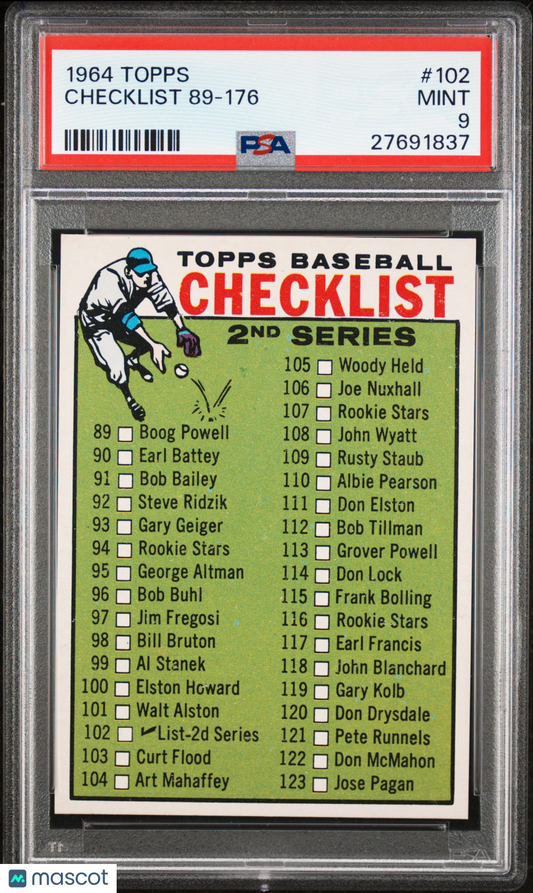 1964 TOPPS
#102
CHECKLIST 89-176
MINT
9
PSA
27691837
TOPPS BASEBALL
CHECKLIST
2ND SERIES
89 Boog Powell
90 Earl Battey
91 Bob Bailey
92 Steve Ridzik
93 Gary Geiger
94 Rookie Stars
95 George Altman
96 Bob Buhl
97 Jim Fregosi
98 Bill Bruton
99 Al Stanek
100 Elston Howard
101 Walt Alston
102 ✔List-2d Series
103 Curt Flood
104 Art Mahaffey
105 Woody Held
106 Joe Nuxhall
107 Rookie Stars
108 John Wyatt
109 Rusty Staub
110 Albie Pearson
111 Don Elston
112 Bob Tillman
113 Grover Powell
114 Don Lock
115 Frank Bolling
116 Rookie Stars
117 Earl Francis
118 John Blanchard
119 Gary Kolb
120 Don Drysdale
121 Pete Runnels
122 Don McMahon
123 Jose Pagan
mascot